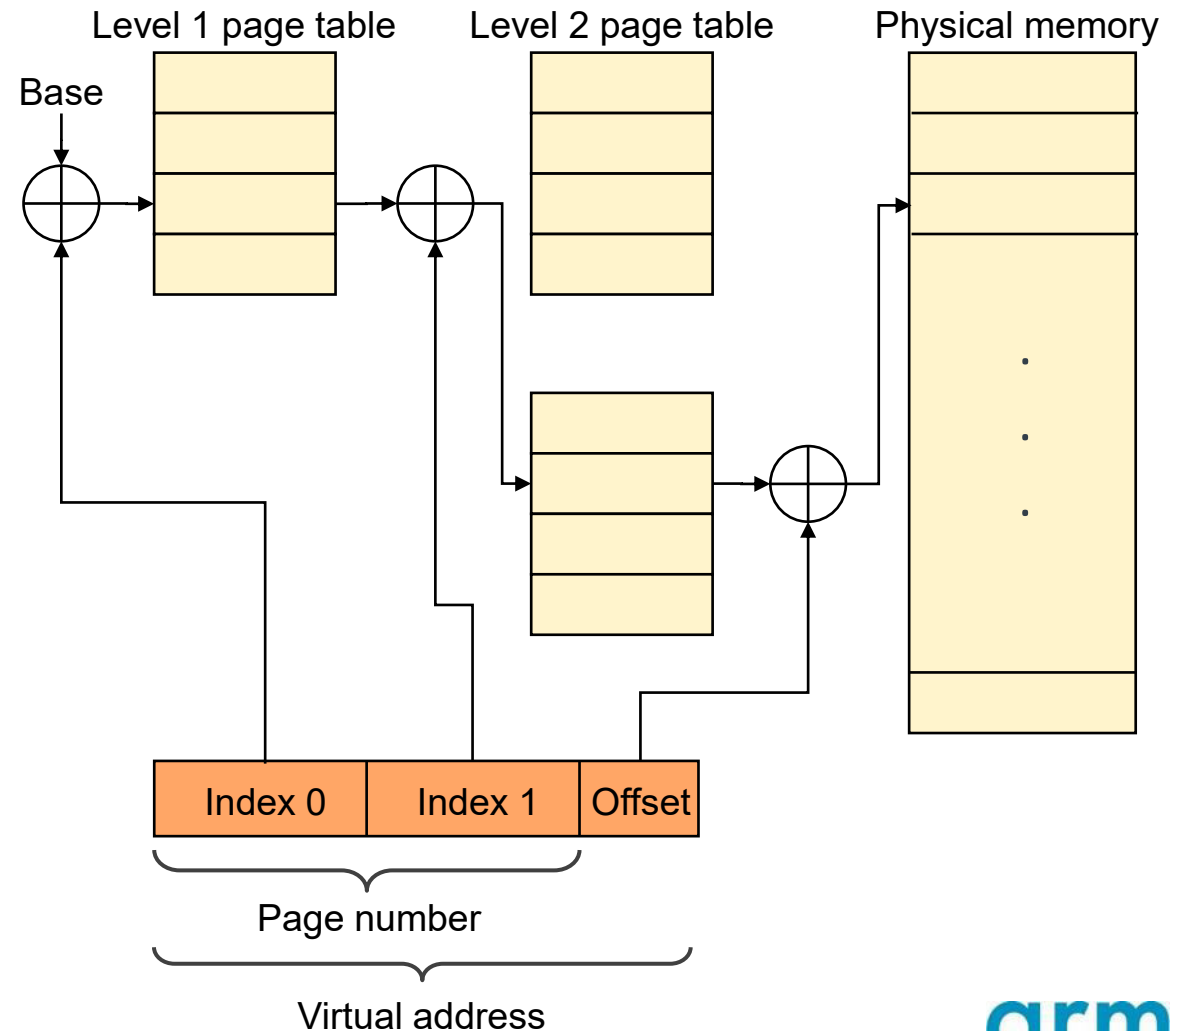 Level 1 page table
Level 2 page table
Physical memory
Base
Index 0
Index 1
Offset
Page number
Virtual address
arm